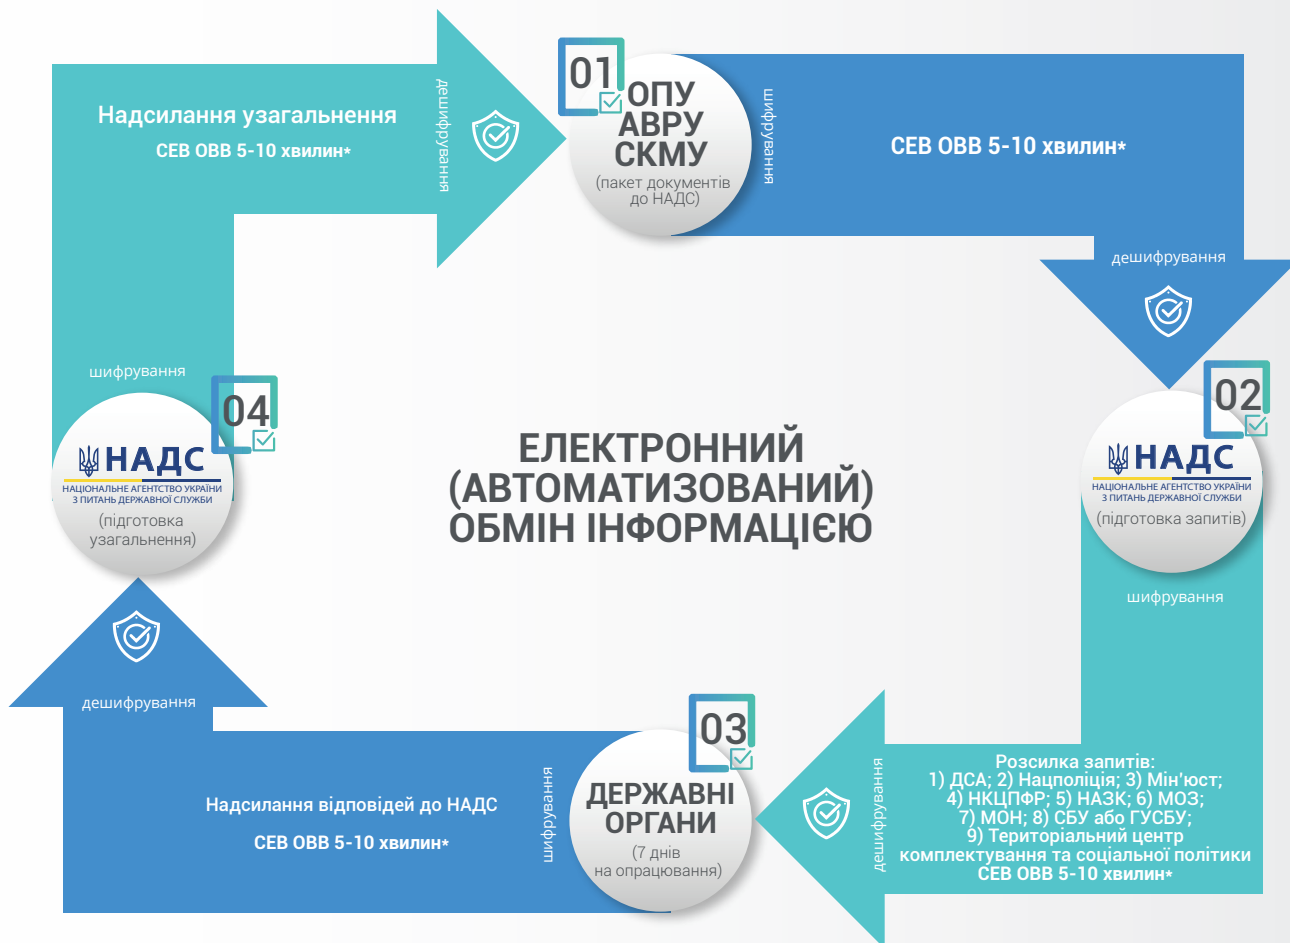 01
ОПУ
АВРУ
СКМУ
(пакет документів
до НАДС)
шифрування
СЕВ ОВВ 5-10 хвилин*
дешифрування
02
НАДС
НАЦІОНАЛЬНЕ АГЕНТСТВО УКРАЇНИ
З ПИТАНЬ ДЕРЖАВНОЇ СЛУЖБИ
(підготовка запитів)
шифрування
Розсилка запитів:
1) ДСА; 2) Нацполіція; 3) Мін'юст;
4) НКЦПФР; 5) НАЗК; 6) МОЗ;
7) МОН; 8) СБУ або ГУСБУ;
9) Територіальний центр
комплектування та соціальної політики
СЕВ ОВВ 5-10 хвилин*
дешифрування
03
ДЕРЖАВНІ
ОРГАНИ
(7 днів
на опрацювання)
шифрування
Надсилання відповідей до НАДС
СЕВ ОВВ 5-10 хвилин*
дешифрування
04
НАДС
НАЦІОНАЛЬНЕ АГЕНТСТВО УКРАЇНИ
З ПИТАНЬ ДЕРЖАВНОЇ СЛУЖБИ
(підготовка
узагальнення)
шифрування
Надсилання узагальнення
СЕВ ОВВ 5-10 хвилин*
дешифрування
ЕЛЕКТРОННИЙ
(АВТОМАТИЗОВАНИЙ)
ОБМІН ІНФОРМАЦІЄЮ